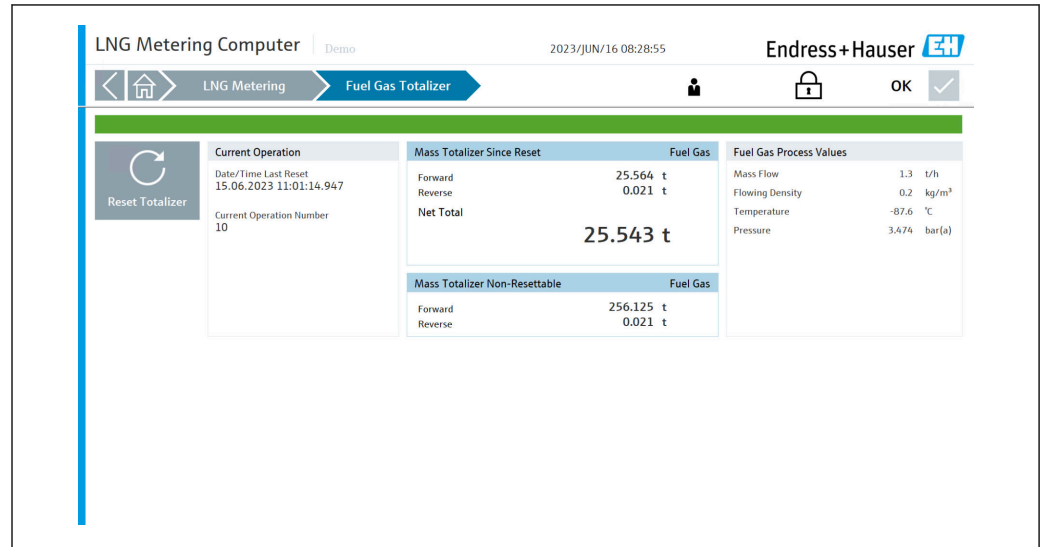 LNG Metering Computer
Demo
2023/JUN/16 08:28:55
Endress+Hauser EH
LNG Metering
Fuel Gas Totalizer
OK
Reset Totalizer
Current Operation
Date/Time Last Reset
15.06.2023 11:01:14.947
Current Operation Number
10
Mass Totalizer Since Reset Fuel Gas
Forward 25.564 t
Reverse 0.021 t
Net Total
25.543 t
Mass Totalizer Non-Resettable Fuel Gas
Forward 256.125 t
Reverse 0.021 t
Fuel Gas Process Values
Mass Flow 1.3 t/h
Flowing Density 0.2 kg/m³
Temperature -87.6 °C
Pressure 3.474 bar(a)